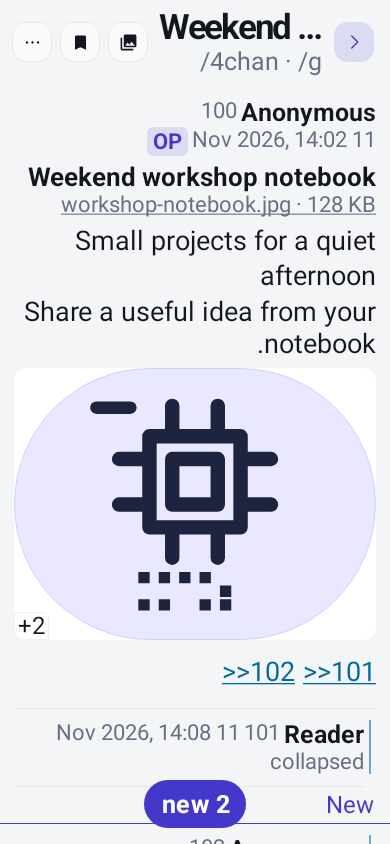 Weekend ...
/4chan · /g
100 Anonymous
OP Nov 2026, 14:02 11
Weekend workshop notebook
workshop-notebook.jpg · 128 KB
Small projects for a quiet
afternoon
Share a useful idea from your
.notebook
+2
>>102 >>101
Nov 2026, 14:08 11 101 Reader
collapsed
new 2
New